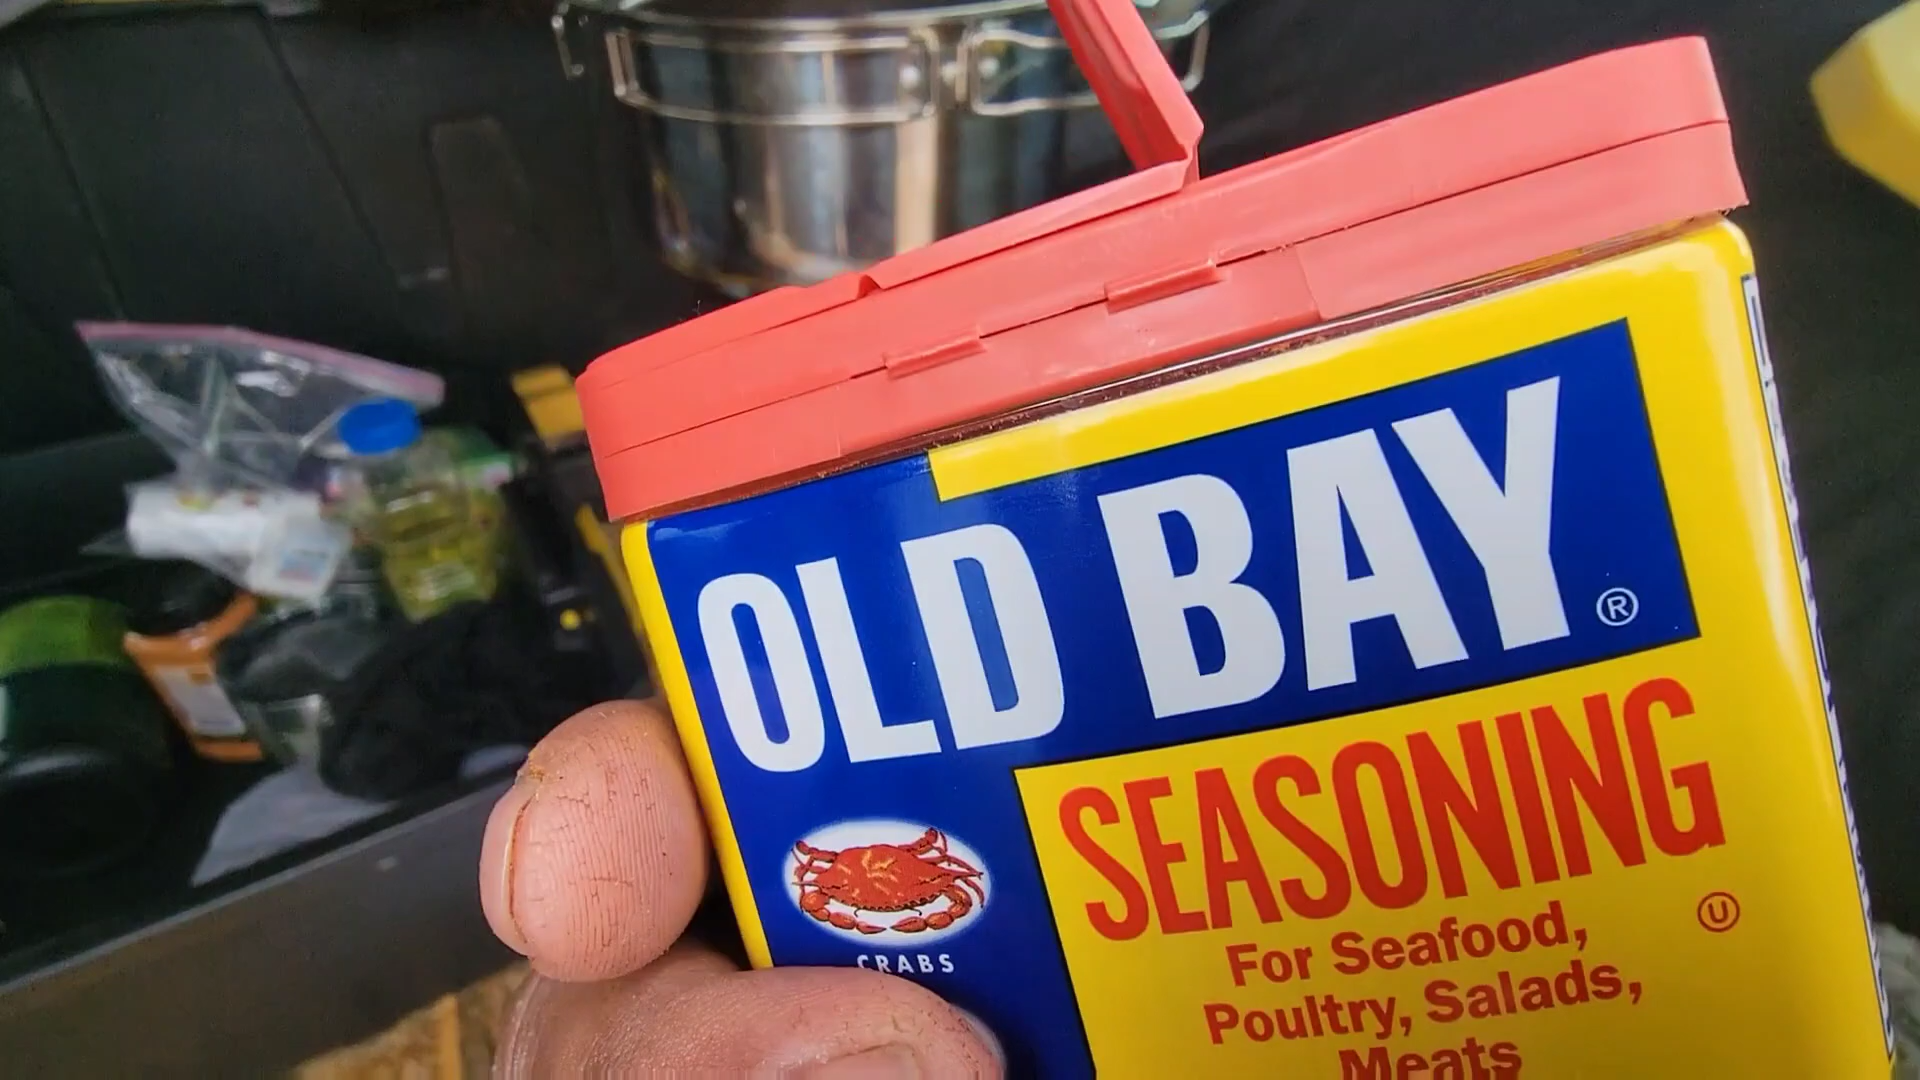 OLD BAY®
SEASONING
U
For Seafood,
Poultry, Salads,
Meats
CRABS